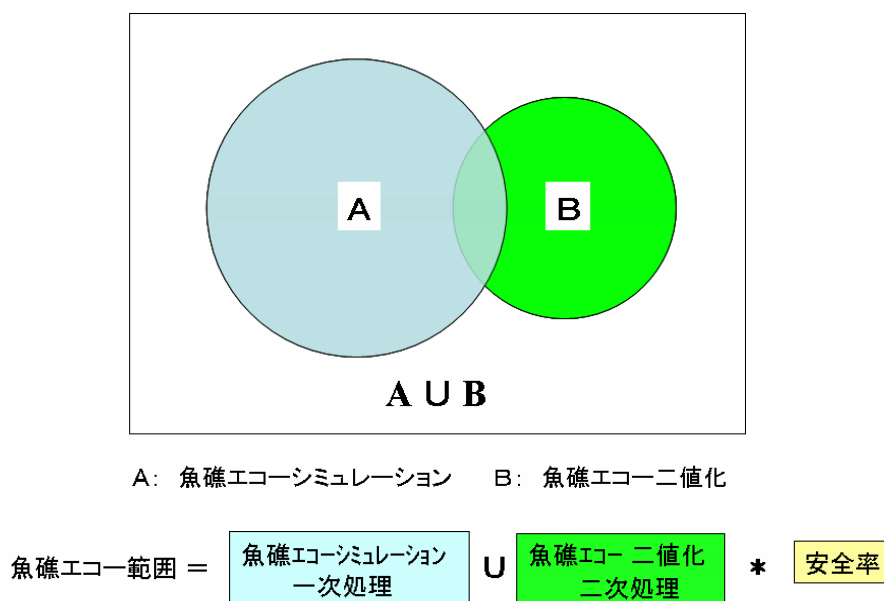 A
B
A ∪ B
A: 魚礁エコーシミュレーション B: 魚礁エコー二値化
魚礁エコー範囲 = 魚礁エコーシミュレーション 一次処理 ∪ 魚礁エコー 二値化 二次処理 * 安全率